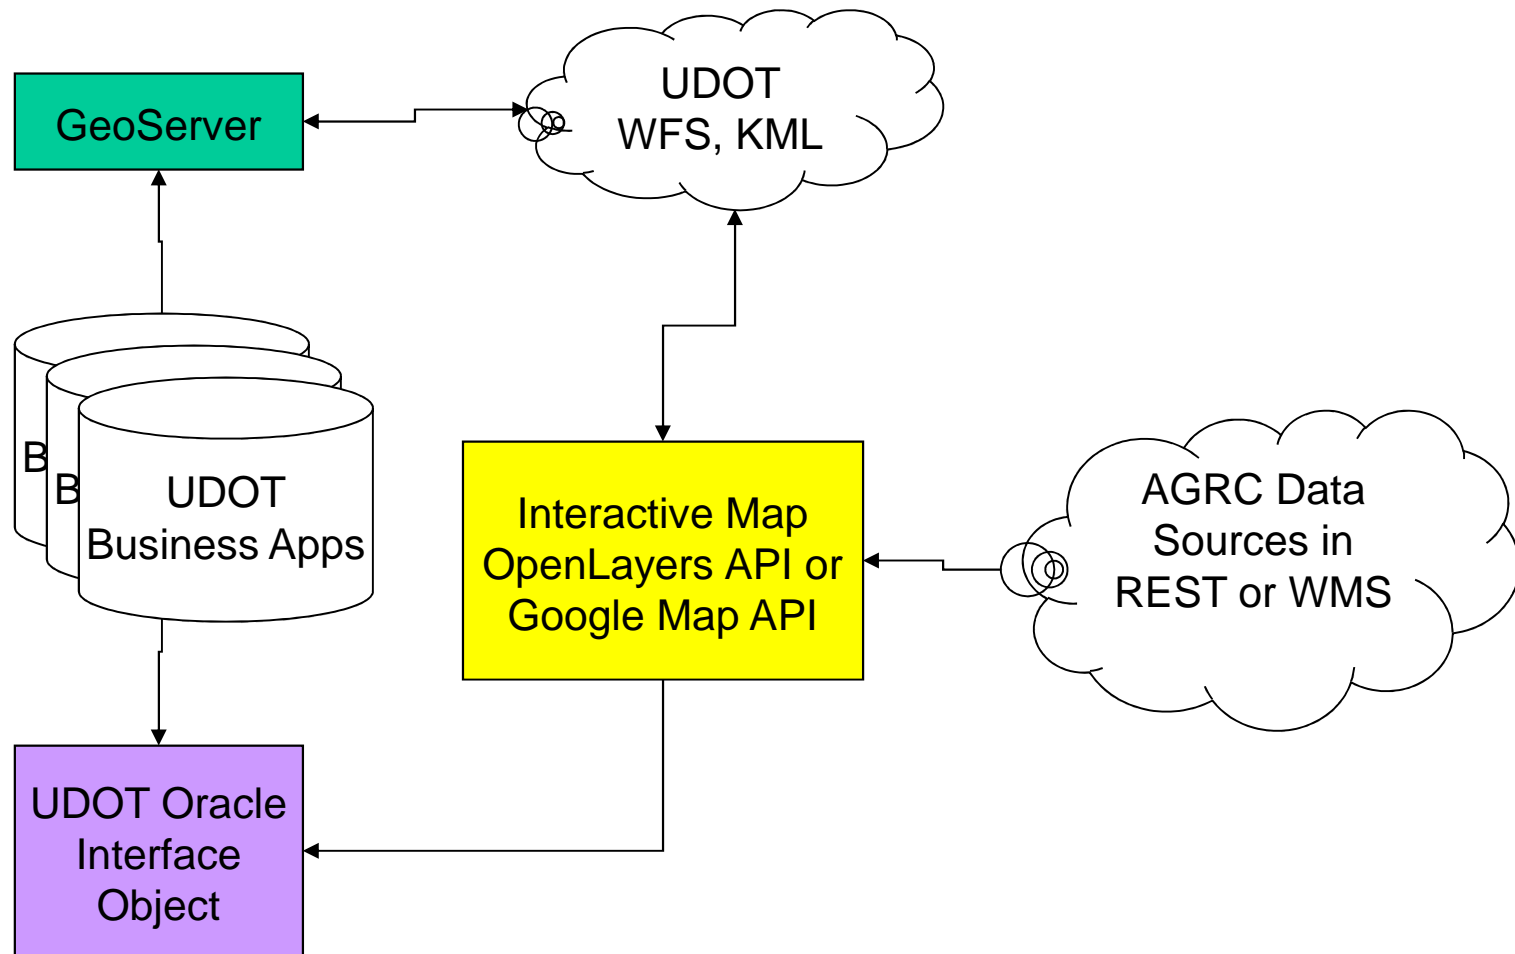 UDOT
WFS, KML
GeoServer
B
B
UDOT
Business Apps
Interactive Map
OpenLayers API or
Google Map API
AGRC Data
Sources in
REST or WMS
UDOT Oracle
Interface
Object